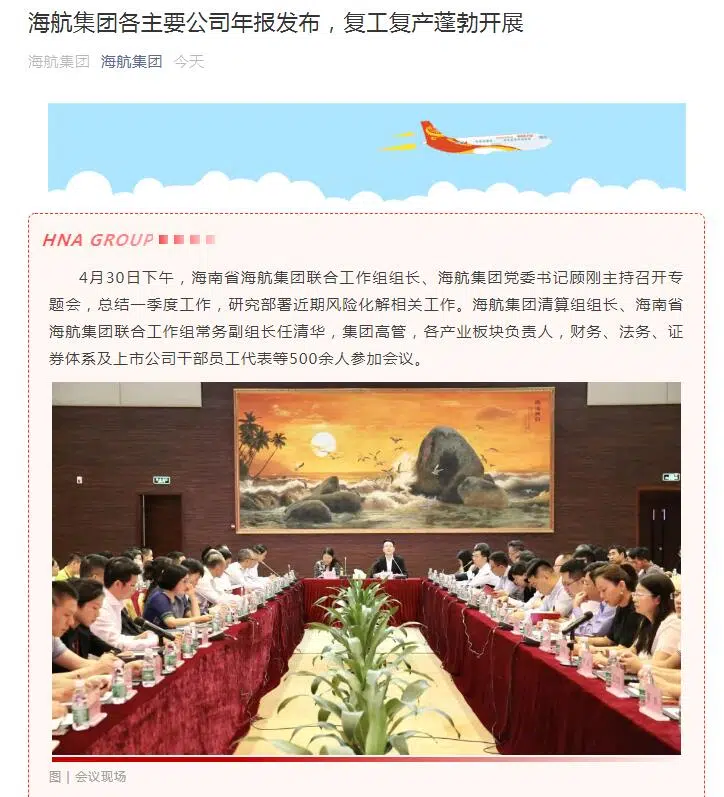 海航集团各主要公司年报发布，复工复产蓬勃开展
海航集团 海航集团 今天
HNA GROUP
4月30日下午，海南省海航集团联合工作组组长、海航集团党委书记顾刚主持召开专
题会，总结一季度工作，研究部署近期风险化解相关工作。海航集团清算组组长、海南省
海航集团联合工作组常务副组长任清华，集团高管，各产业板块负责人，财务、法务、证
券体系及上市公司干部员工代表等500余人参加会议。
图 | 会议现场